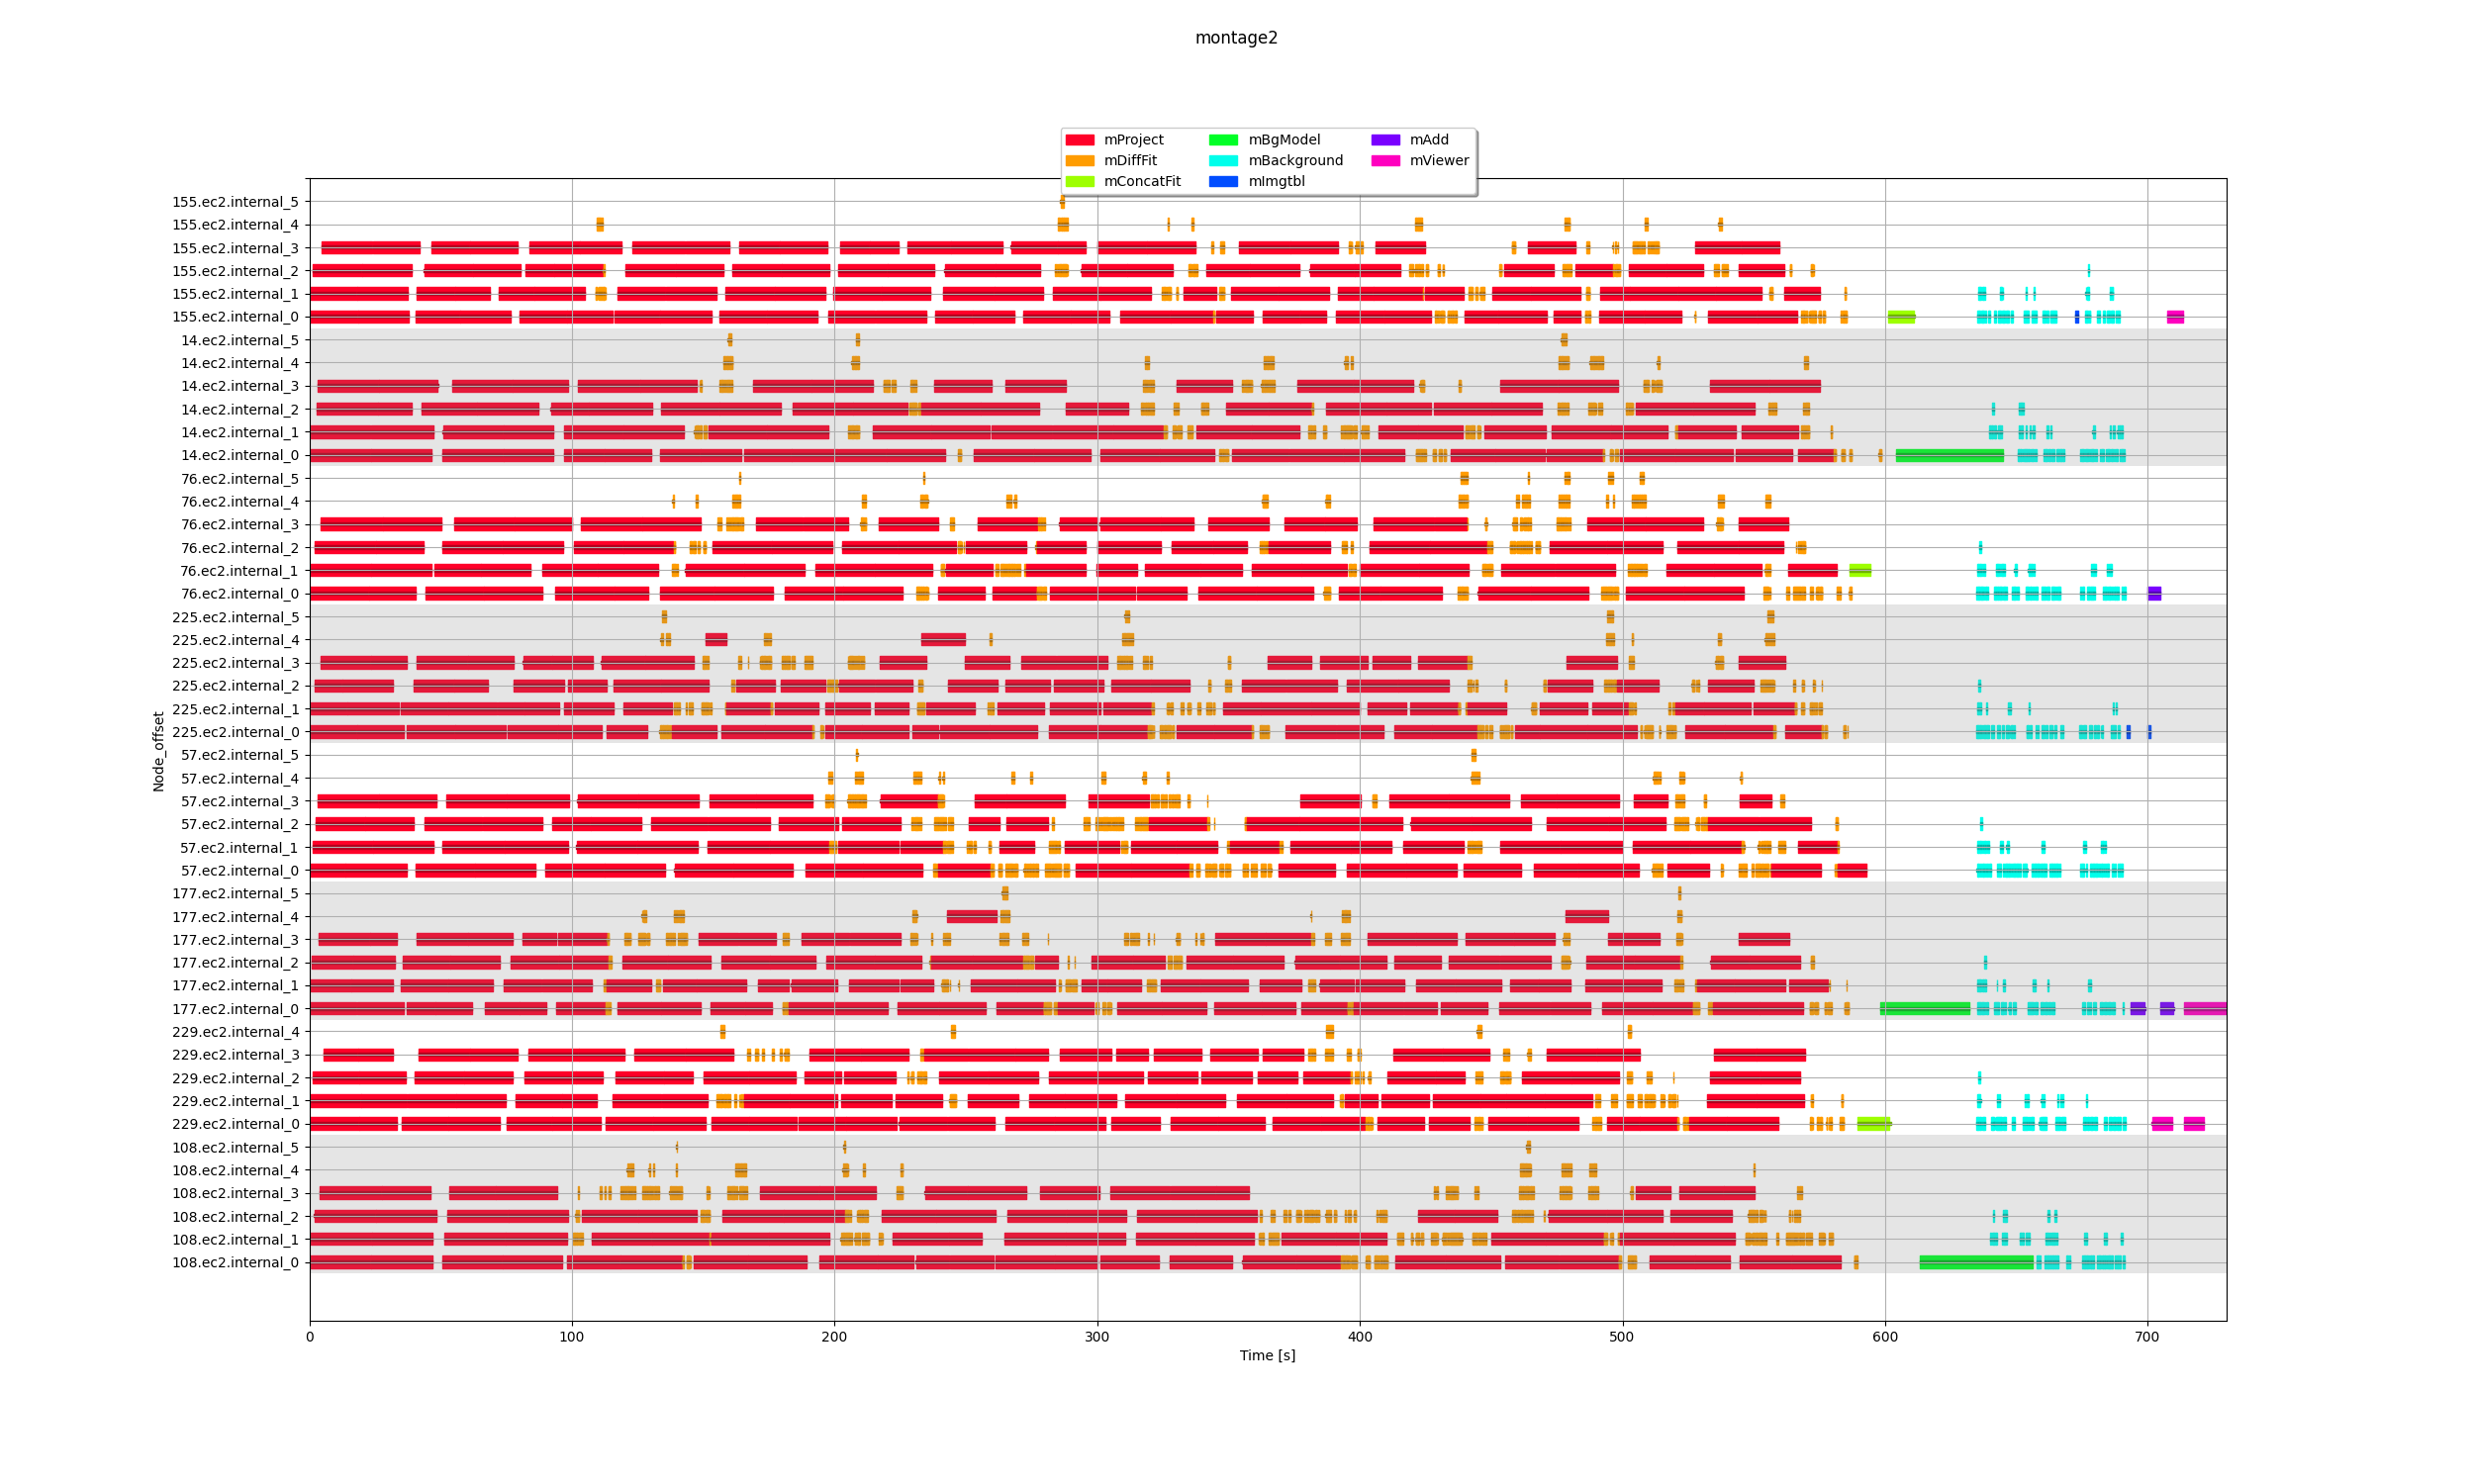 montage2
mProject mBgModel mAdd
mDiffFit mBackground mViewer
mConcatFit mImgtbl
155.ec2.internal_5
155.ec2.internal_4
155.ec2.internal_3
155.ec2.internal_2
155.ec2.internal_1
155.ec2.internal_0
14.ec2.internal_5
14.ec2.internal_4
14.ec2.internal_3
14.ec2.internal_2
14.ec2.internal_1
14.ec2.internal_0
76.ec2.internal_5
76.ec2.internal_4
76.ec2.internal_3
76.ec2.internal_2
76.ec2.internal_1
76.ec2.internal_0
225.ec2.internal_5
225.ec2.internal_4
225.ec2.internal_3
225.ec2.internal_2
225.ec2.internal_1
225.ec2.internal_0
57.ec2.internal_5
57.ec2.internal_4
57.ec2.internal_3
57.ec2.internal_2
57.ec2.internal_1
57.ec2.internal_0
177.ec2.internal_5
177.ec2.internal_4
177.ec2.internal_3
177.ec2.internal_2
177.ec2.internal_1
177.ec2.internal_0
229.ec2.internal_4
229.ec2.internal_3
229.ec2.internal_2
229.ec2.internal_1
229.ec2.internal_0
108.ec2.internal_5
108.ec2.internal_4
108.ec2.internal_3
108.ec2.internal_2
108.ec2.internal_1
108.ec2.internal_0
Node_offset
0 100 200 300 400 500 600 700
Time [s]